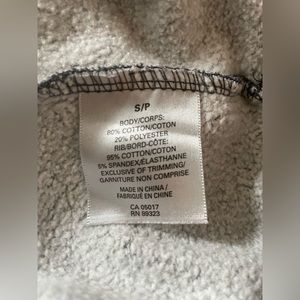 S/P
BODY/CORPS:
80% COTTON/COTON
20% POLYESTER
RIB/BORD-CÔTE:
95% COTTON/COTON
5% SPANDEX/ÉLASTHANNE
EXCLUSIVE OF TRIMMING/
GARNITURE NON COMPRISE
MADE IN CHINA /
FABRIQUÉ EN CHINE
CA 05017
RN 89323